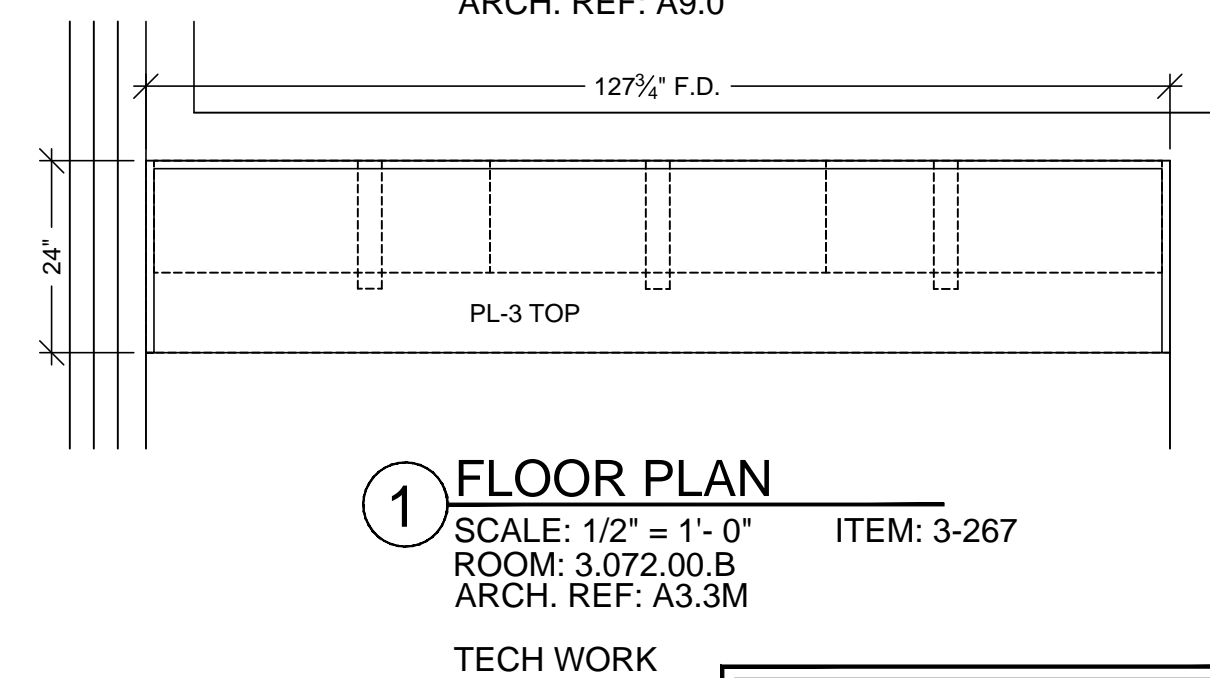 ARCH. REF: A9.0
127¾" F.D.
24"
PL-3 TOP
1
FLOOR PLAN
SCALE: 1/2" = 1'- 0" ITEM: 3-267
ROOM: 3.072.00.B
ARCH. REF: A3.3M
TECH WORK